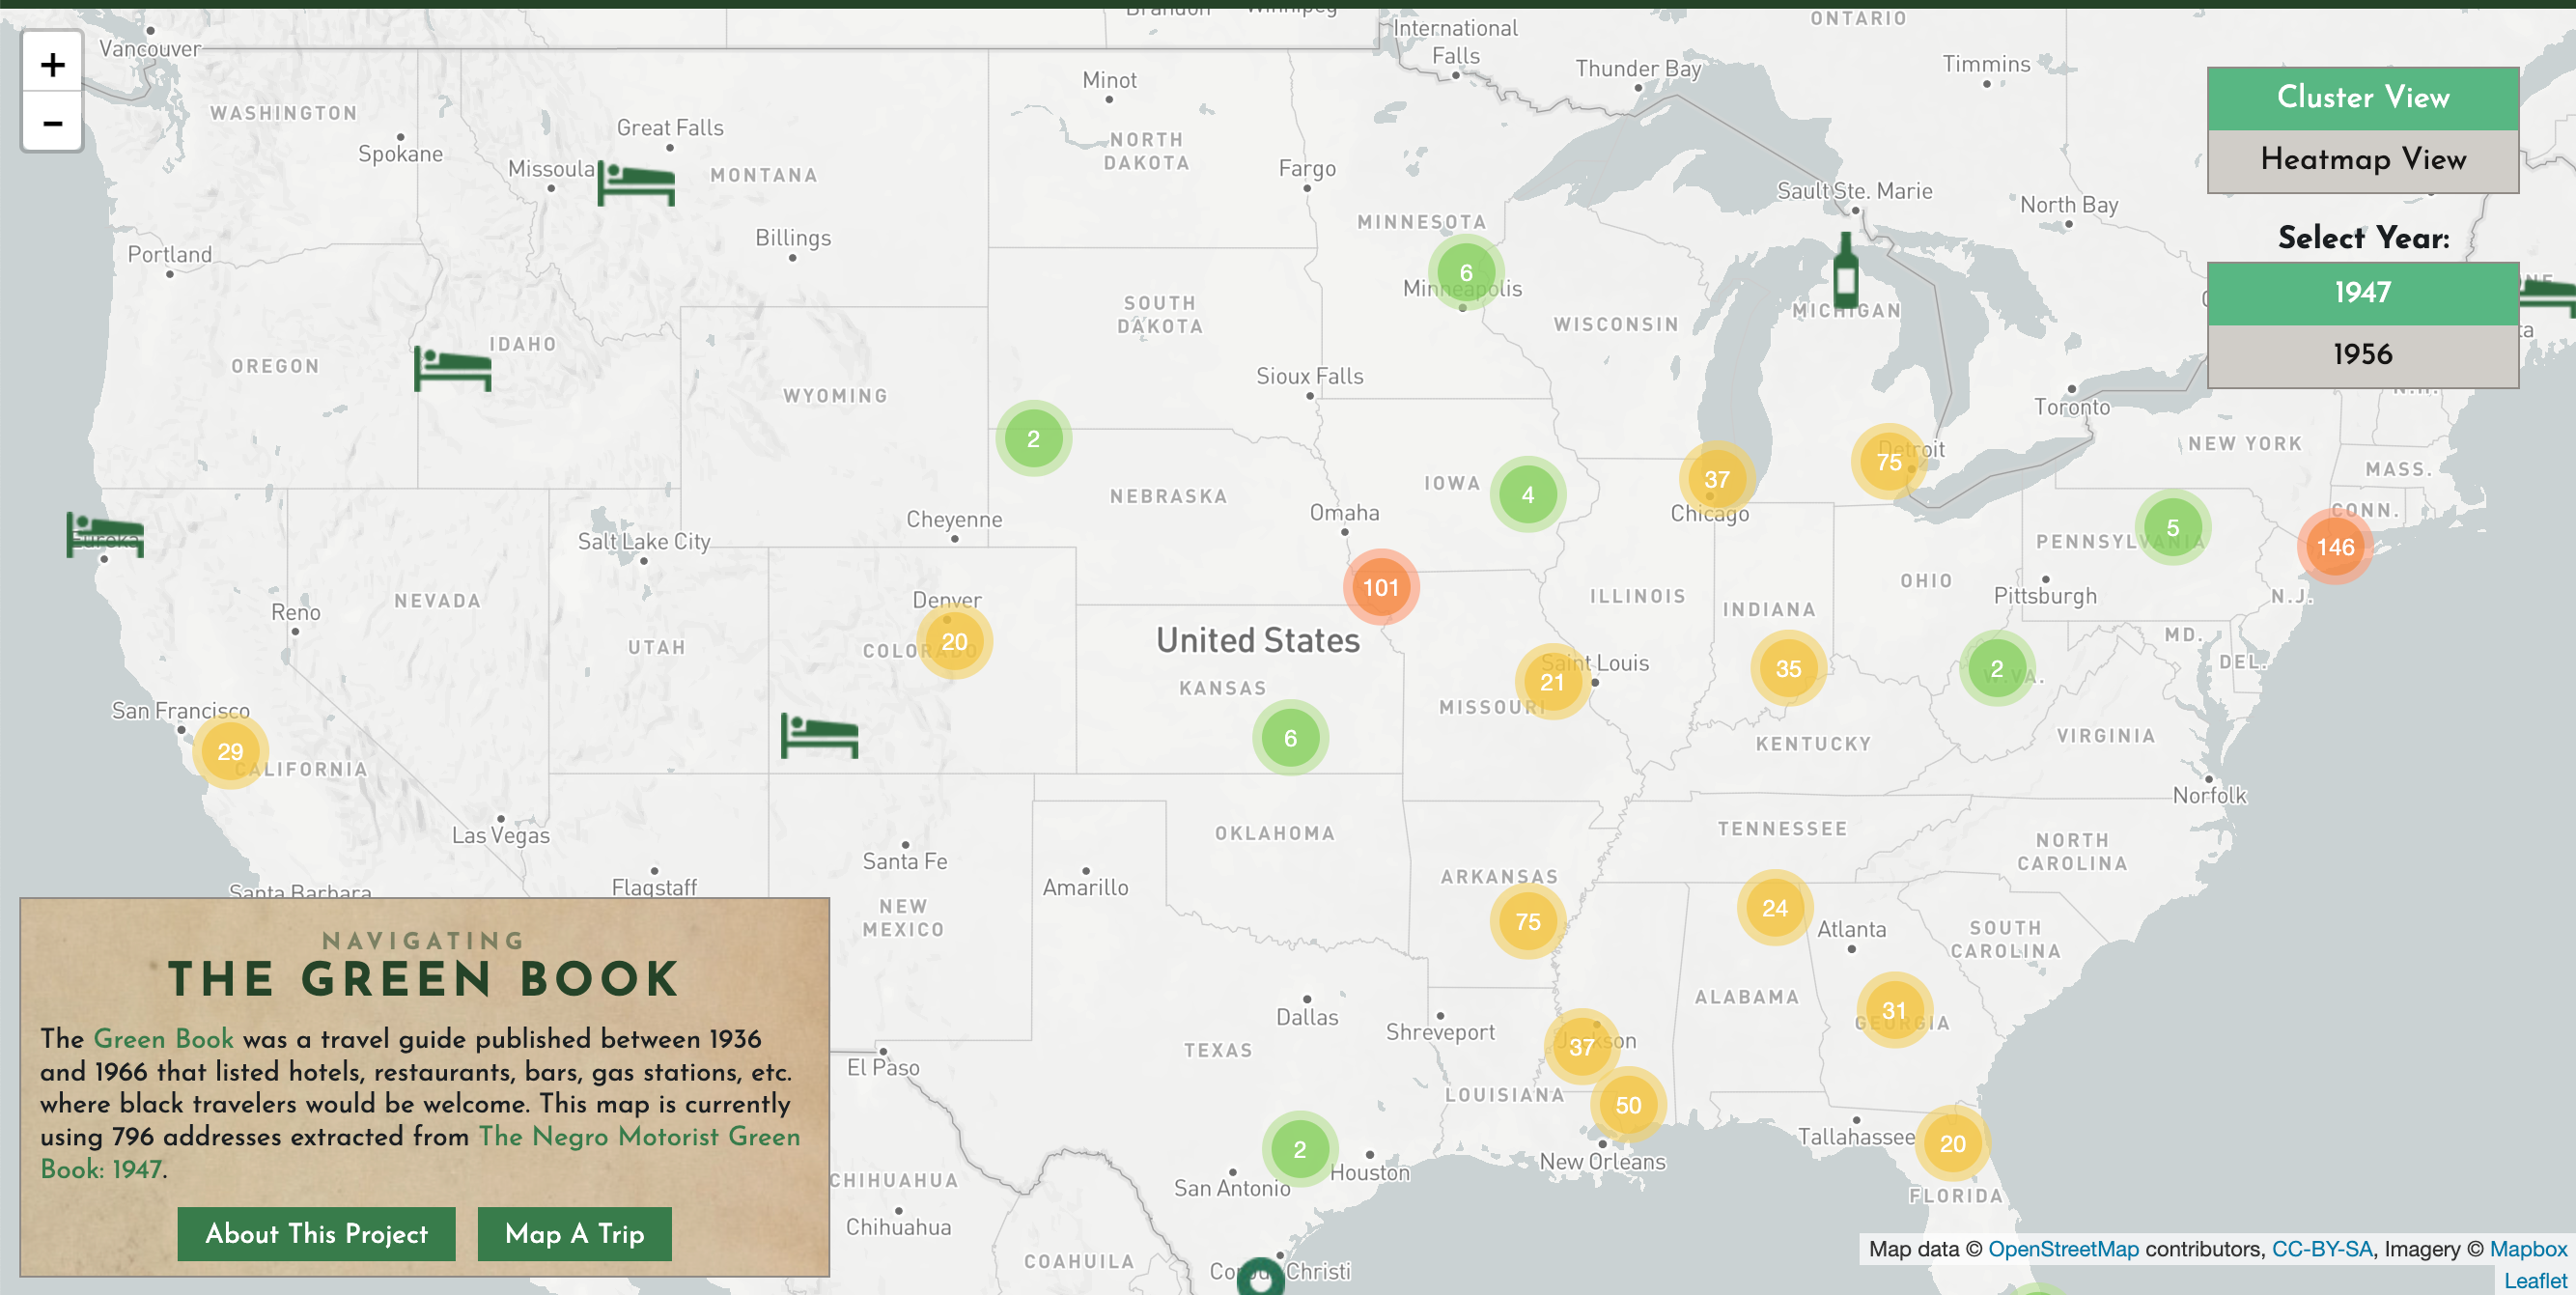 +
−
Winnipeg
International
Falls
ONTARIO
Vancouver
Thunder Bay
Timmins
Minot
WASHINGTON
Great Falls
Cluster View
Spokane
NORTH
DAKOTA
Heatmap View
Missoula
MONTANA
Fargo
Sault Ste. Marie
North Bay
MINNESOTA
Billings
Select Year:
Portland
6
Minneapolis
1947
SOUTH
DAKOTA
MICHIGAN
WISCONSIN
IDAHO
1956
OREGON
Sioux Falls
WYOMING
Toronto
2
NEW YORK
Detroit
75
MASS.
37
Chicago
IOWA
4
NEBRASKA
CONN.
Omaha
Cheyenne
5
PENNSYLVANIA
Eureka
Salt Lake City
146
101
OHIO
Denver
NEVADA
ILLINOIS
INDIANA
Pittsburgh
N.J.
Reno
United States
20
COLORADO
UTAH
MD.
DEL.
Saint Louis
21
35
2
W.VA.
KANSAS
MISSOURI
San Francisco
29
CALIFORNIA
6
KENTUCKY
VIRGINIA
Norfolk
Las Vegas
OKLAHOMA
TENNESSEE
NORTH
CAROLINA
Santa Fe
Flagstaff
Amarillo
ARKANSAS
Santa Barbara
NEW
MEXICO
75
24
Atlanta
SOUTH
CAROLINA
NAVIGATING
THE GREEN BOOK
The Green Book was a travel guide published between 1936
and 1966 that listed hotels, restaurants, bars, gas stations, etc.
where black travelers would be welcome. This map is currently
using 796 addresses extracted from The Negro Motorist Green
Book: 1947.
About This Project
Map A Trip
ALABAMA
Dallas
31
GEORGIA
Shreveport
37
Jackson
TEXAS
El Paso
LOUISIANA
50
Tallahassee
20
2
New Orleans
Houston
San Antonio
CHIHUAHUA
FLORIDA
Chihuahua
COAHUILA
Corpus Christi
Map data © OpenStreetMap contributors, CC-BY-SA, Imagery © Mapbox
Leaflet